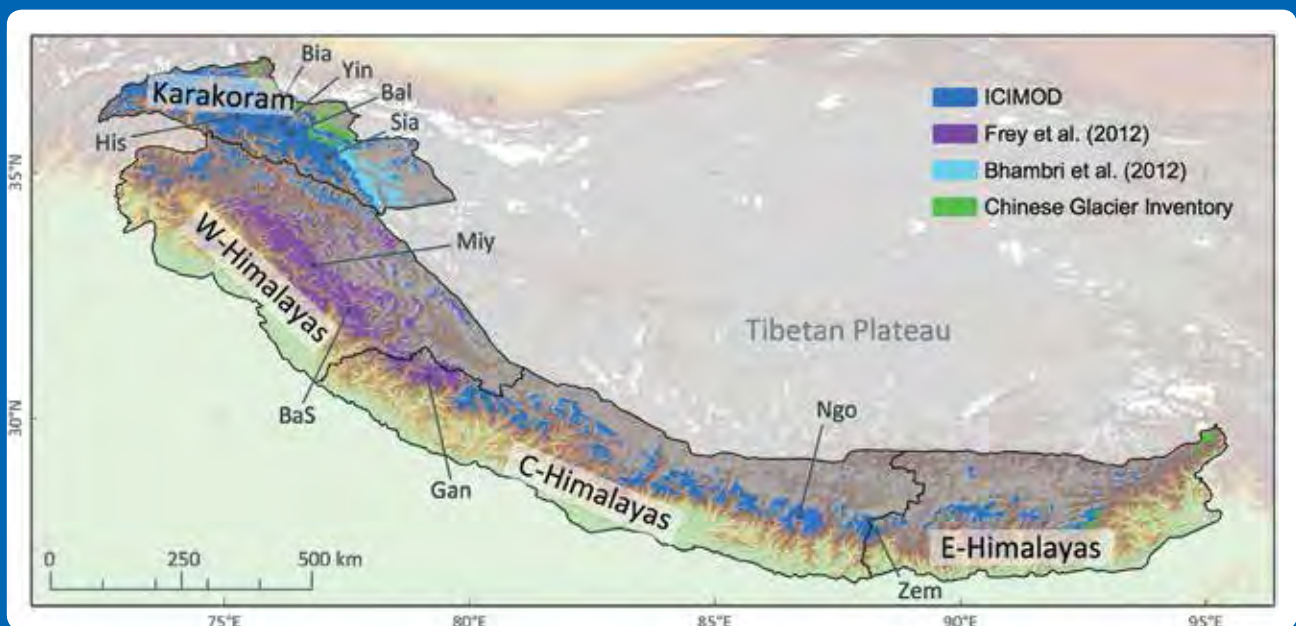 Bia
Yin
Bal
Karakoram
Sia
His
ICIMOD
Frey et al. (2012)
Bhambri et al. (2012)
Chinese Glacier Inventory
35°N
W-Himalayas
Miy
Tibetan Plateau
BaS
30°N
Gan
C-Himalayas
Ngo
E-Himalayas
Zem
0 250 500 km
75°E 80°E 85°E 90°E 95°E